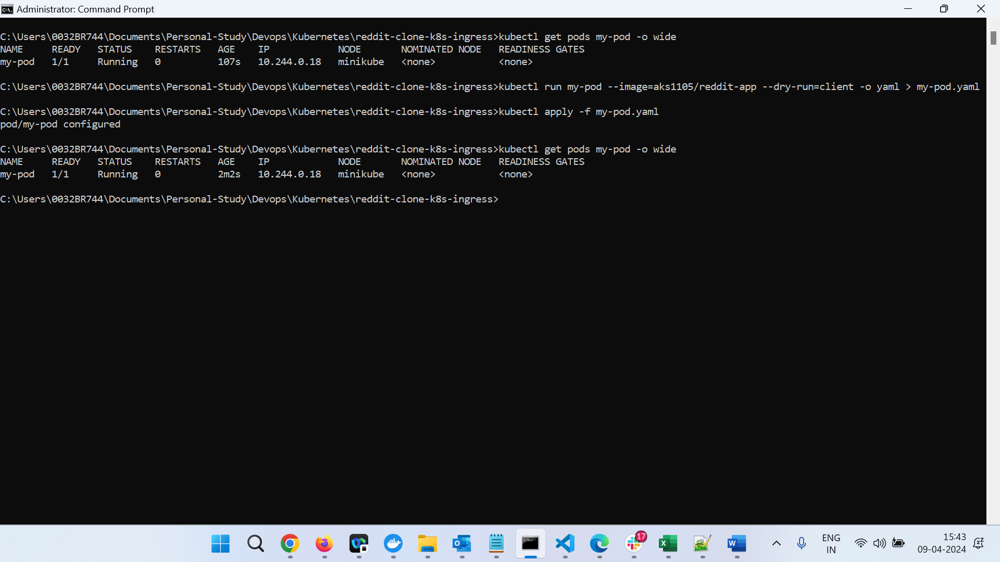 Administrator: Command Prompt
C:\Users\0032BR744\Documents\Personal-Study\Devops\Kubernetes\reddit-clone-k8s-ingress>kubectl get pods my-pod -o wide
NAME     READY   STATUS    RESTARTS   AGE    IP            NODE       NOMINATED NODE   READINESS GATES
my-pod   1/1     Running   0          107s   10.244.0.18   minikube   <none>           <none>
C:\Users\0032BR744\Documents\Personal-Study\Devops\Kubernetes\reddit-clone-k8s-ingress>kubectl run my-pod --image=aks1105/reddit-app --dry-run=client -o yaml > my-pod.yaml
C:\Users\0032BR744\Documents\Personal-Study\Devops\Kubernetes\reddit-clone-k8s-ingress>kubectl apply -f my-pod.yaml
pod/my-pod configured
C:\Users\0032BR744\Documents\Personal-Study\Devops\Kubernetes\reddit-clone-k8s-ingress>kubectl get pods my-pod -o wide
NAME     READY   STATUS    RESTARTS   AGE    IP            NODE       NOMINATED NODE   READINESS GATES
my-pod   1/1     Running   0          2m2s   10.244.0.18   minikube   <none>           <none>
C:\Users\0032BR744\Documents\Personal-Study\Devops\Kubernetes\reddit-clone-k8s-ingress>
17
ENG
IN
15:43
09-04-2024